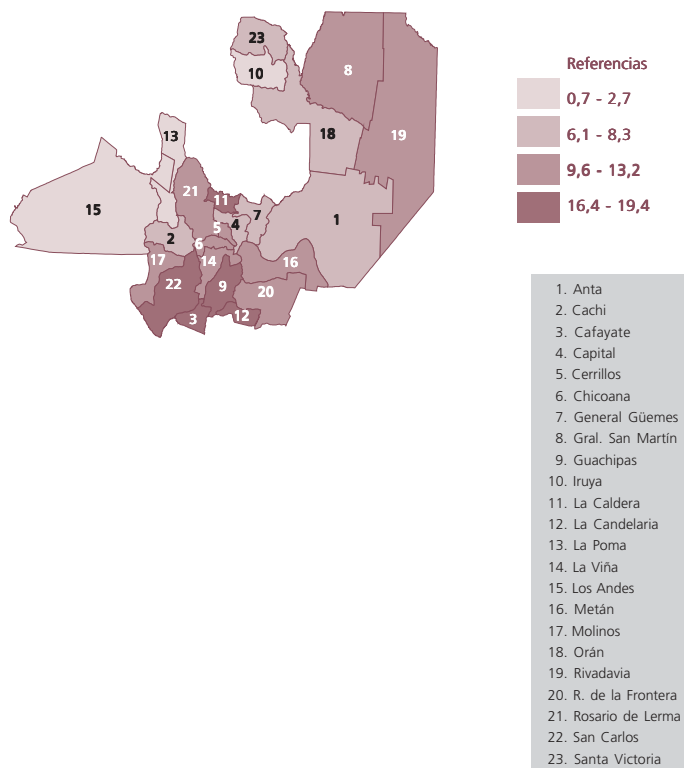 23
10
8
18
19
13
15
21
11
5
4
7
1
2
6
17
14
16
22
9
20
3
12
Referencias
0,7 - 2,7
6,1 - 8,3
9,6 - 13,2
16,4 - 19,4
1. Anta
2. Cachi
3. Cafayate
4. Capital
5. Cerrillos
6. Chicoana
7. General Güemes
8. Gral. San Martín
9. Guachipas
10. Iruya
11. La Caldera
12. La Candelaria
13. La Poma
14. La Viña
15. Los Andes
16. Metán
17. Molinos
18. Orán
19. Rivadavia
20. R. de la Frontera
21. Rosario de Lerma
22. San Carlos
23. Santa Victoria